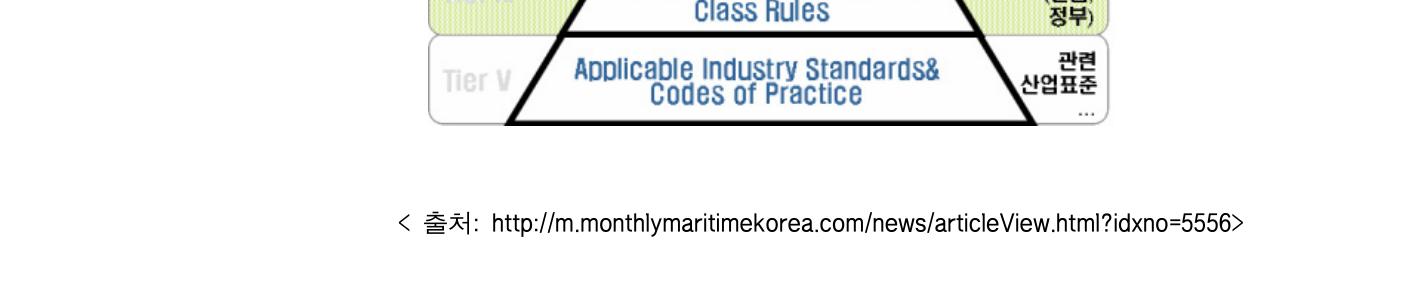 Class Rules
정부)
Tier V
Applicable Industry Standards&
Codes of Practice
관련
산업표준
...
< 출처: http://m.monthlymaritimekorea.com/news/articleView.html?idxno=5556>